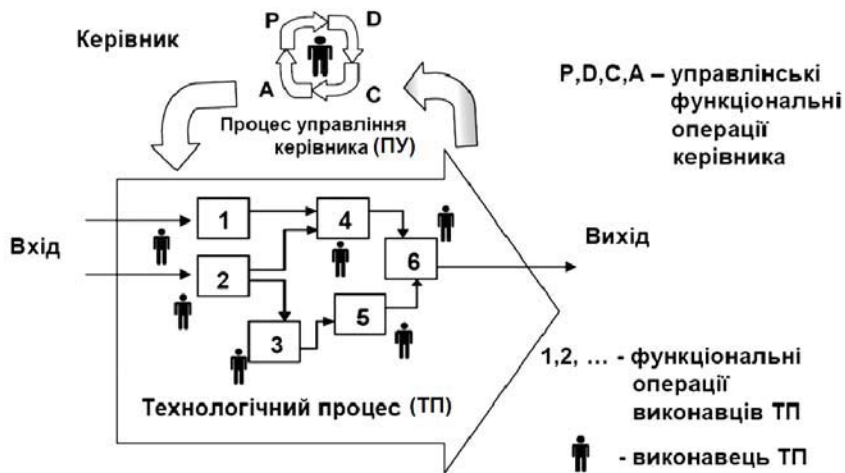 Керівник
P
D
A
C
Процес управління
керівника (ПУ)
P,D,C,A – управлінські
функціональні
операції
керівника
Вхід
1
4
2
6
3
5
Вихід
Технологічний процес (ТП)
1,2, ... - функціональні
операції
виконавців ТП
- виконавець ТП